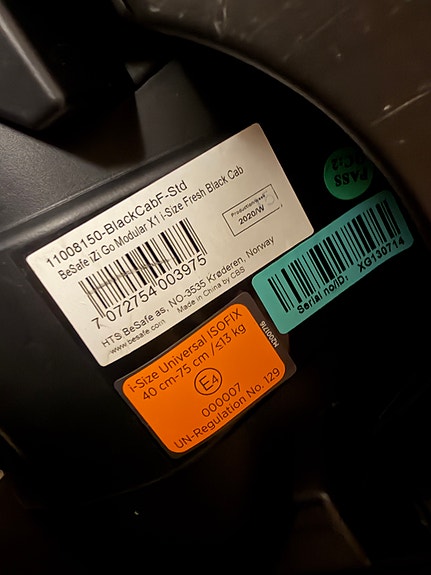 11008150-BlackCabF-Std
BeSafe iZi Go Modular X1 i-Size Fresh Black Cab
Production week
2020/W
7 072754 003975
HTS BeSafe as, NO-3535 Krøderen, Norway
www.besafe.com Made in China by CBS
PASS
Serial no/ID: XG130714
i-Size Universal ISOFIX
40 cm-75 cm /≤13 kg
E4
000007
UN-Regulation No.129